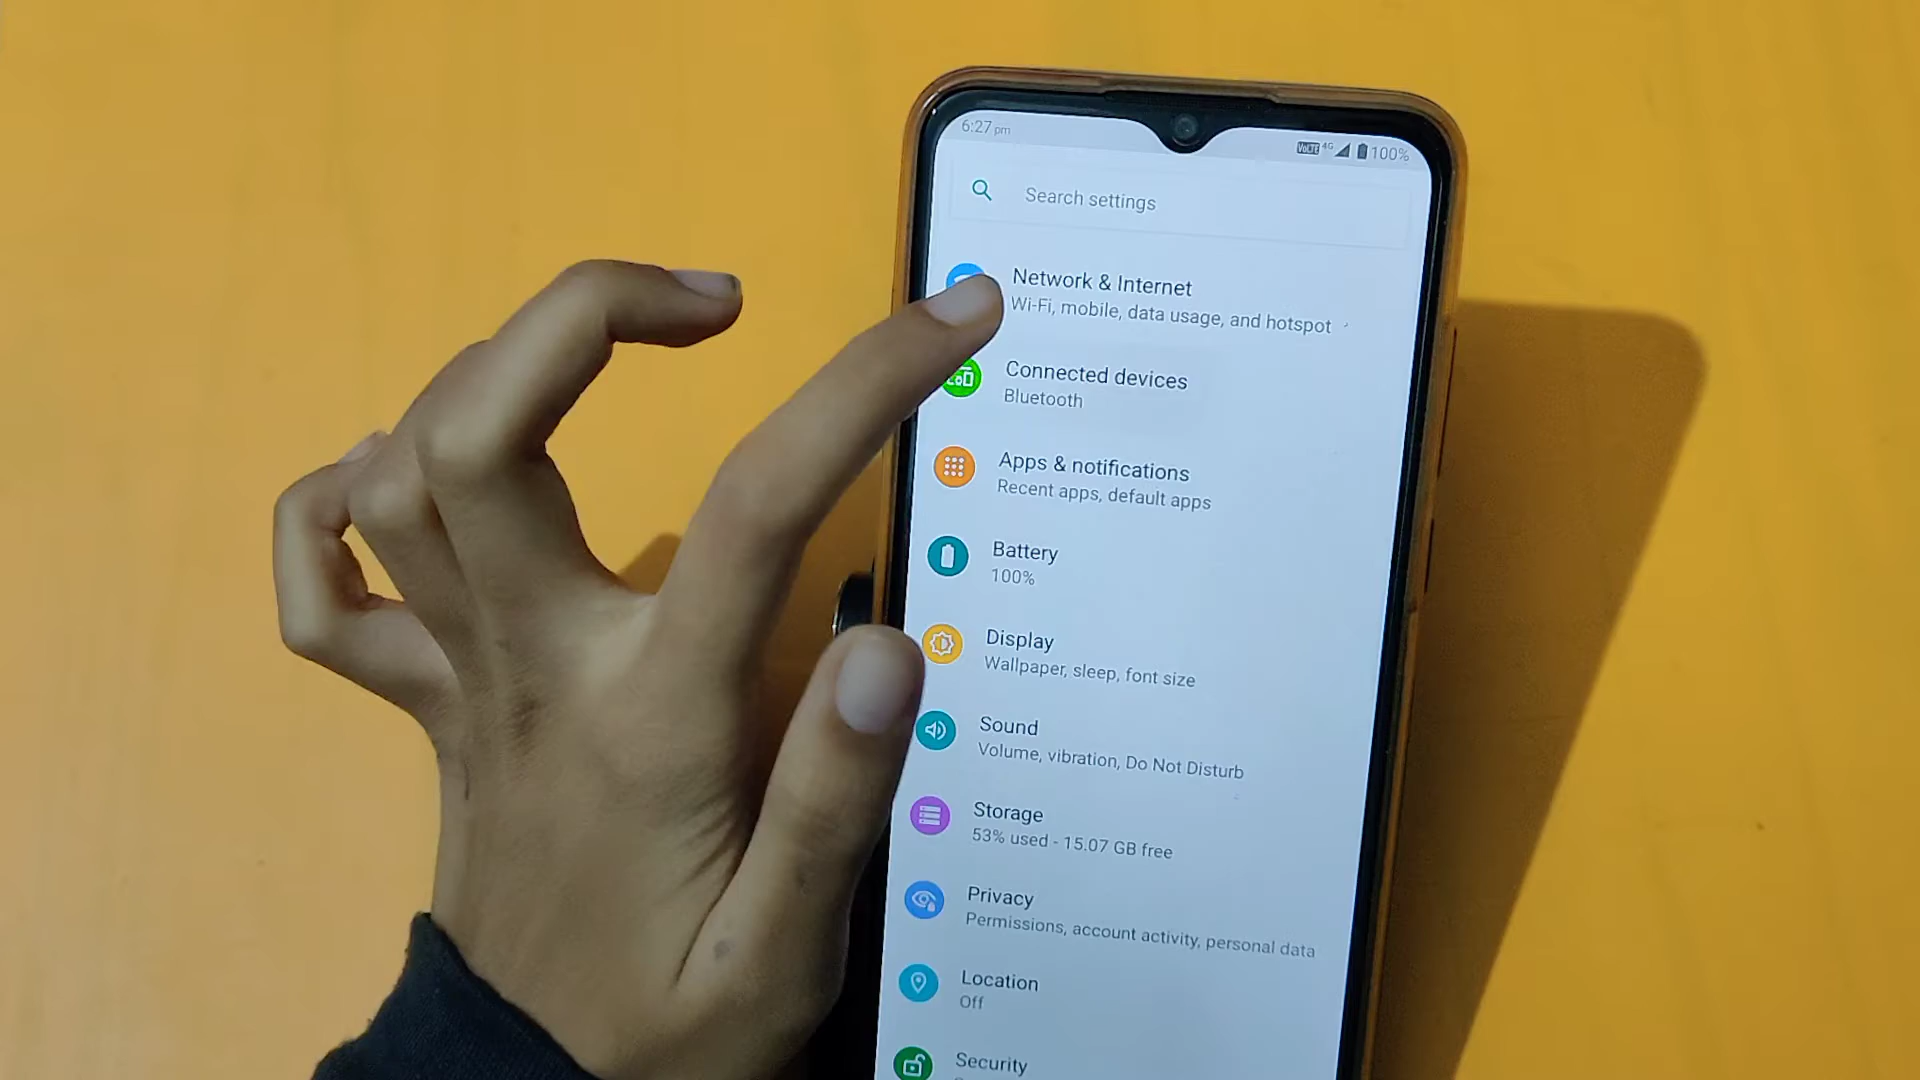 6:27 pm
VoLTE 4G 100%
Search settings
Network & Internet
Wi-Fi, mobile, data usage, and hotspot
Connected devices
Bluetooth
Apps & notifications
Recent apps, default apps
Battery
100%
Display
Wallpaper, sleep, font size
Sound
Volume, vibration, Do Not Disturb
Storage
53% used - 15.07 GB free
Privacy
Permissions, account activity, personal data
Location
Off
Security